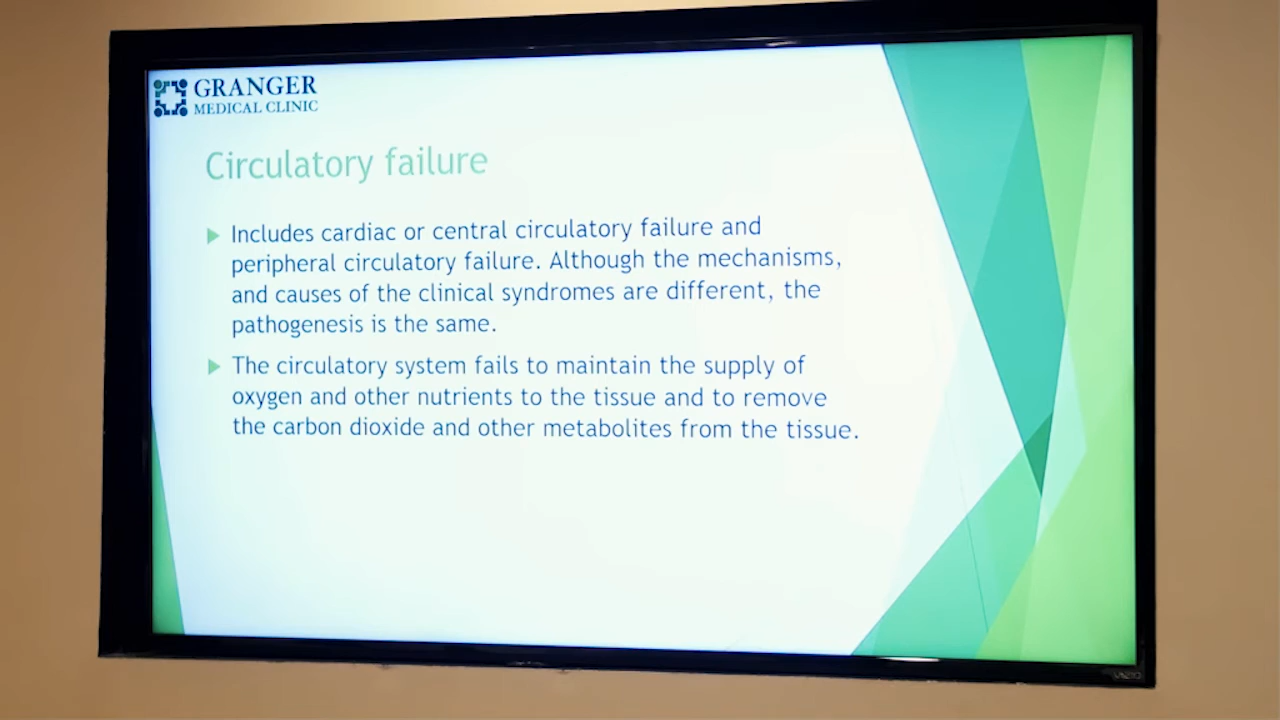 GRANGER
MEDICAL CLINIC
Circulatory failure
Includes cardiac or central circulatory failure and
peripheral circulatory failure. Although the mechanisms,
and causes of the clinical syndromes are different, the
pathogenesis is the same.
The circulatory system fails to maintain the supply of
oxygen and other nutrients to the tissue and to remove
the carbon dioxide and other metabolites from the tissue.
VIZIO